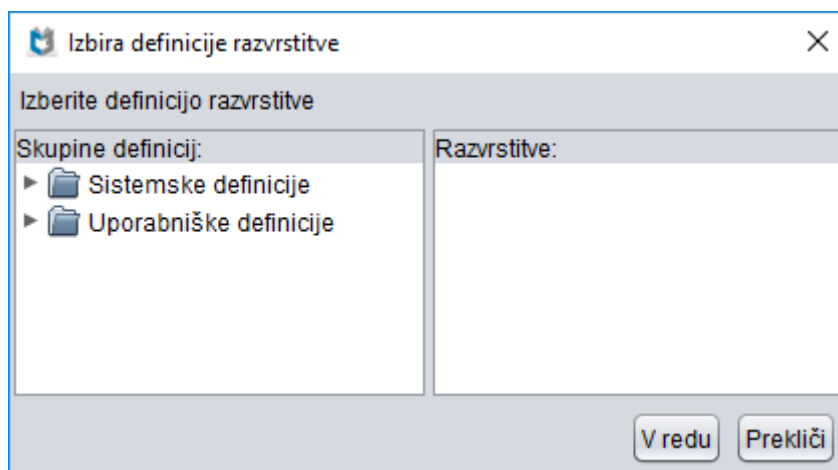 Izbira definicije razvrstitve
Izberite definicijo razvrstitve
Skupine definicij:
Sistemske definicije
Uporabniške definicije
Razvrstitve:
V redu
Prekliči